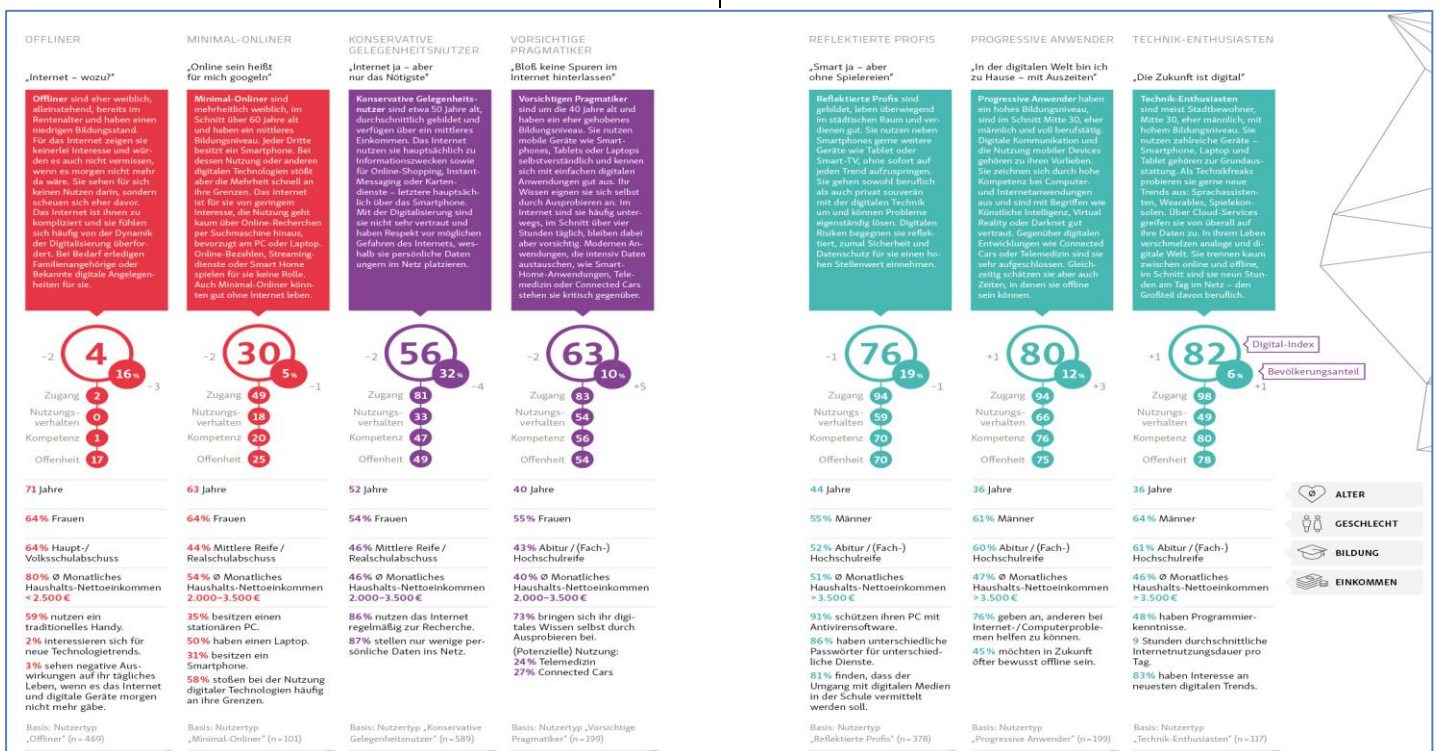 OFFLINER
„Internet – wozu?"
Offliner sind eher weiblich,
alleinstehend, bereits im
Rentenalter und haben einen
niedrigen Bildungsstand.
Für das Internet zeigen sie
keinerlei Interesse und wür-
den es auch nicht vermissen,
wenn es morgen nicht mehr
da wäre. Sie sehen für sich
keinen Nutzen darin, sondern
scheuen sich eher davor.
Das Internet ist ihnen zu
kompliziert und sie fühlen
sich häufig von der Dynamik
der Digitalisierung überfor-
dert. Bei Bedarf erledigen
Familienangehörige oder
Bekannte digitale Angelegen-
heiten für sie.
-2
4
16%
-3
Zugang 2
Nutzungs-
verhalten 0
Kompetenz 1
Offenheit 17
71 Jahre
64% Frauen
64% Haupt-/
Volksschulabschuss
80% Ø Monatliches
Haushalts-Nettoeinkommen
< 2.500 €
59% nutzen ein
traditionelles Handy.
2% interessieren sich für
neue Technologietrends.
3% sehen negative Aus-
wirkungen auf ihr tägliches
Leben, wenn es das Internet
und digitale Geräte morgen
nicht mehr gäbe.
Basis: Nutzertyp
„Offliner" (n=469)
MINIMAL-ONLINER
„Online sein heißt
für mich googeln"
Minimal-Onliner sind
mehrheitlich weiblich, im
Schnitt über 60 Jahre alt
und haben ein mittleres
Bildungsniveau. Jeder Dritte
besitzt ein Smartphone. Bei
dessen Nutzung oder anderen
digitalen Technologien stößt
aber die Mehrheit schnell an
ihre Grenzen. Das Internet
ist für sie von geringem
Interesse, die Nutzung geht
kaum über Online-Recherchen
per Suchmaschine hinaus,
bevorzugt am PC oder Laptop.
Online-Bezahlen, Streaming-
dienste oder Smart Home
spielen für sie keine Rolle.
Auch Minimal-Onliner könn-
ten gut ohne Internet leben.
-2
30
5%
-1
Zugang 49
Nutzungs-
verhalten 18
Kompetenz 20
Offenheit 25
63 Jahre
64% Frauen
44% Mittlere Reife/
Realschulabschuss
54% Ø Monatliches
Haushalts-Nettoeinkommen
2.000–3.500 €
35% besitzen einen
stationären PC.
50% haben einen Laptop.
31% besitzen ein
Smartphone.
58% stoßen bei der Nutzung
digitaler Technologien häufig
an ihre Grenzen.
Basis: Nutzertyp
„Minimal-Onliner" (n=101)
KONSERVATIVE
GELEGENHEITSNUTZER
„Internet ja – aber
nur das Nötigste"
Konservative Gelegenheits-
nutzer sind etwa 50 Jahre alt,
durchschnittlich gebildet und
verfügen über ein mittleres
Einkommen. Das Internet
nutzen sie hauptsächlich zu
Informationszwecken sowie
für Online-Shopping, Instant-
Messaging oder Karten-
dienste – letztere hauptsäch-
lich über das Smartphone.
Mit der Digitalisierung sind
sie nicht sehr vertraut und
haben Respekt vor möglichen
Gefahren des Internets, wes-
halb sie persönliche Daten
ungern im Netz platzieren.
-2
56
32%
-4
Zugang 81
Nutzungs-
verhalten 33
Kompetenz 47
Offenheit 49
52 Jahre
54% Frauen
46% Mittlere Reife/
Realschulabschuss
46% Ø Monatliches
Haushalts-Nettoeinkommen
2.000–3.500 €
86% nutzen das Internet
regelmäßig zur Recherche.
87% stellen nur wenige per-
sönliche Daten ins Netz.
Basis: Nutzertyp „Konservative
Gelegenheitsnutzer" (n=589)
VORSICHTIGE
PRAGMATIKER
„Bloß keine Spuren im
Internet hinterlassen"
Vorsichtigen Pragmatiker
sind um die 40 Jahre alt und
haben ein eher gehobenes
Bildungsniveau. Sie nutzen
mobile Geräte wie Smart-
phones, Tablets oder Laptops
selbstverständlich und kennen
sich mit einfachen digitalen
Anwendungen gut aus. Ihr
Wissen eignen sie sich selbst
durch Ausprobieren an. Im
Internet sind sie häufig unter-
wegs, im Schnitt über vier
Stunden täglich, bleiben dabei
aber vorsichtig. Modernen An-
wendungen, die intensiv Daten
austauschen, wie Smart-
Home-Anwendungen, Tele-
medizin oder Connected Cars
stehen sie kritisch gegenüber.
-2
63
10%
+5
Zugang 83
Nutzungs-
verhalten 54
Kompetenz 56
Offenheit 54
40 Jahre
55% Frauen
43% Abitur/(Fach-)
Hochschulreife
40% Ø Monatliches
Haushalts-Nettoeinkommen
2.000–3.500 €
73% bringen sich ihr digi-
tales Wissen selbst durch
Ausprobieren bei.
(Potenzielle) Nutzung:
24% Telemedizin
27% Connected Cars
Basis: Nutzertyp „Vorsichtige
Pragmatiker" (n=199)
REFLEKTIERTE PROFIS
„Smart ja – aber
ohne Spielereien"
Reflektierte Profis sind
gebildet, leben überwiegend
im städtischen Raum und ver-
dienen gut. Sie nutzen neben
Smartphones gerne weitere
Geräte wie Tablet oder
Smart-TV, ohne sofort auf
jeden Trend aufzuspringen.
Sie gehen sowohl beruflich
als auch privat souverän
mit der digitalen Technik
um und können Probleme
eigenständig lösen. Digitalen
Risiken begegnen sie reflek-
tiert, zumal Sicherheit und
Datenschutz für sie einen ho-
hen Stellenwert einnehmen.
-1
76
19%
-1
Zugang 94
Nutzungs-
verhalten 59
Kompetenz 70
Offenheit 70
44 Jahre
55% Männer
52% Abitur/(Fach-)
Hochschulreife
51% Ø Monatliches
Haushalts-Nettoeinkommen
>3.500 €
91% schützen ihren PC mit
Antivirensoftware.
86% haben unterschiedliche
Passwörter für unterschied-
liche Dienste.
81% finden, dass der
Umgang mit digitalen Medien
in der Schule vermittelt
werden soll.
Basis: Nutzertyp
„Reflektierte Profis" (n=378)
PROGRESSIVE ANWENDER
„In der digitalen Welt bin ich
zu Hause – mit Auszeiten"
Progressive Anwender haben
ein hohes Bildungsniveau,
sind im Schnitt Mitte 30, eher
männlich und voll berufstätig.
Digitale Kommunikation und
die Nutzung mobiler Devices
gehören zu ihren Vorlieben.
Sie zeichnen sich durch hohe
Kompetenz bei Computer-
und Internetanwendungen
aus und sind mit Begriffen wie
Künstliche Intelligenz, Virtual
Reality oder Darknet gut
vertraut. Gegenüber digitalen
Entwicklungen wie Connected
Cars oder Telemedizin sind sie
sehr aufgeschlossen. Gleich-
zeitig schätzen sie aber auch
Zeiten, in denen sie offline
sein können.
+1
80
12%
+3
Zugang 94
Nutzungs-
verhalten 66
Kompetenz 76
Offenheit 75
36 Jahre
61% Männer
60% Abitur/(Fach-)
Hochschulreife
47% Ø Monatliches
Haushalts-Nettoeinkommen
>3.500 €
76% geben an, anderen bei
Internet-/Computerproble-
men helfen zu können.
45% möchten in Zukunft
öfter bewusst offline sein.
Basis: Nutzertyp
„Progressive Anwender" (n=199)
TECHNIK-ENTHUSIASTEN
„Die Zukunft ist digital"
Technik-Enthusiasten
sind meist Stadtbewohner,
Mitte 30, eher männlich, mit
hohem Bildungsniveau. Sie
nutzen zahlreiche Geräte –
Smartphone, Laptop und
Tablet gehören zur Grundaus-
stattung. Als Technikfreaks
probieren sie gerne neue
Trends aus: Sprachassisten-
ten, Wearables, Spielekon-
solen. Über Cloud-Services
greifen sie von überall auf
ihre Daten zu. In ihrem Leben
verschmelzen analoge und di-
gitale Welt. Sie trennen kaum
zwischen online und offline,
im Schnitt sind sie neun Stun-
den am Tag im Netz – den
Großteil davon beruflich.
+1
82
Digital-Index
6%
Bevölkerungsanteil
+1
Zugang 98
Nutzungs-
verhalten 49
Kompetenz 80
Offenheit 78
36 Jahre
64% Männer
61% Abitur/(Fach-)
Hochschulreife
46% Ø Monatliches
Haushalts-Nettoeinkommen
>3.500 €
48% haben Programmier-
kenntnisse.
9 Stunden durchschnittliche
Internetnutzungsdauer pro
Tag.
83% haben Interesse an
neuesten digitalen Trends.
Basis: Nutzertyp
„Technik-Enthusiasten" (n=117)
Ø ALTER
GESCHLECHT
BILDUNG
EINKOMMEN